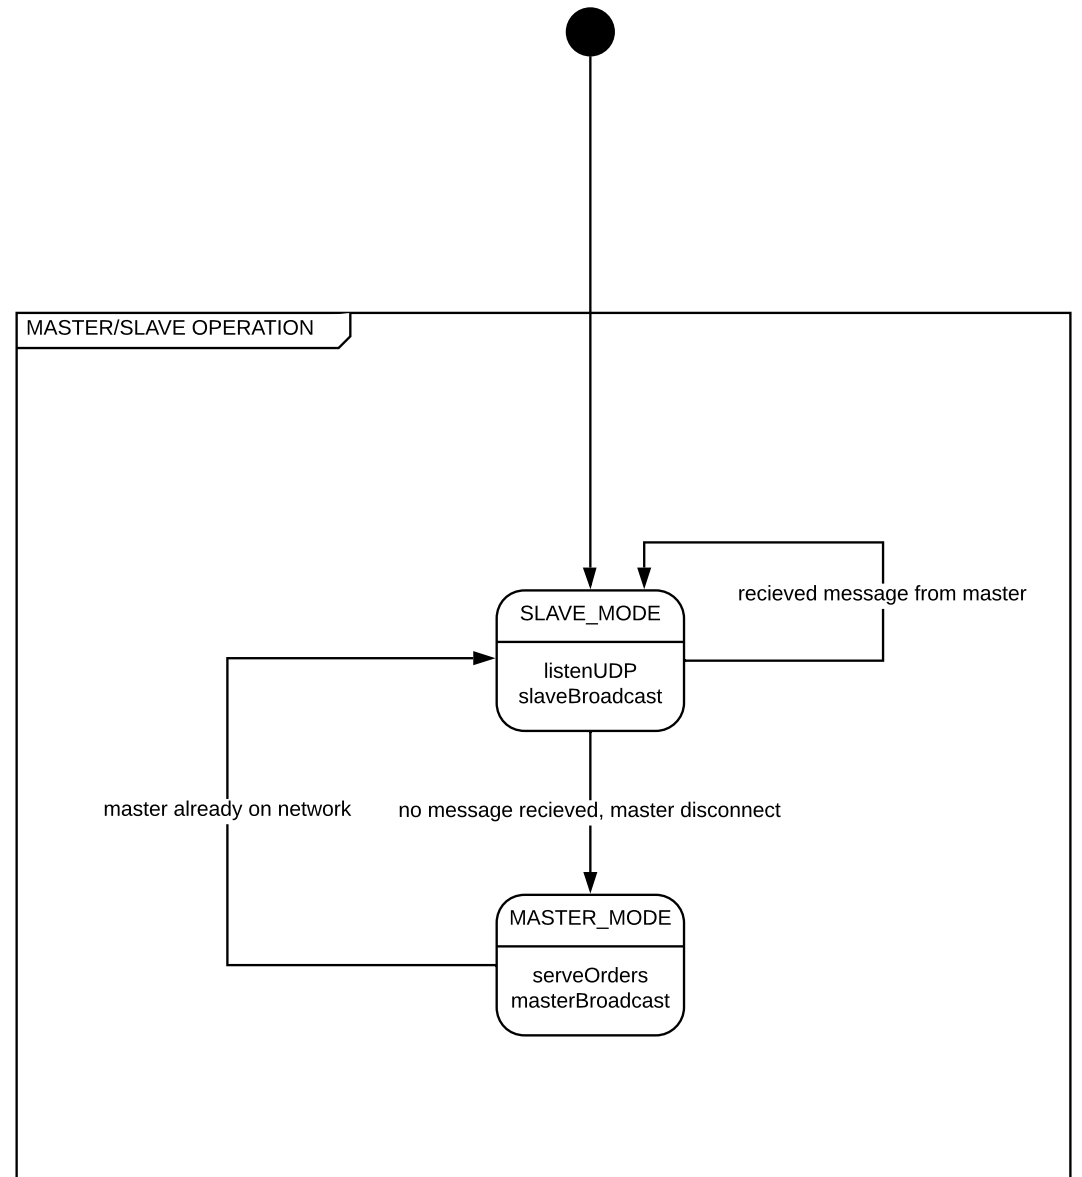 MASTER/SLAVE OPERATION
recieved message from master
SLAVE_MODE
listenUDP
slaveBroadcast
master already on network
no message recieved, master disconnect
MASTER_MODE
serveOrders
masterBroadcast